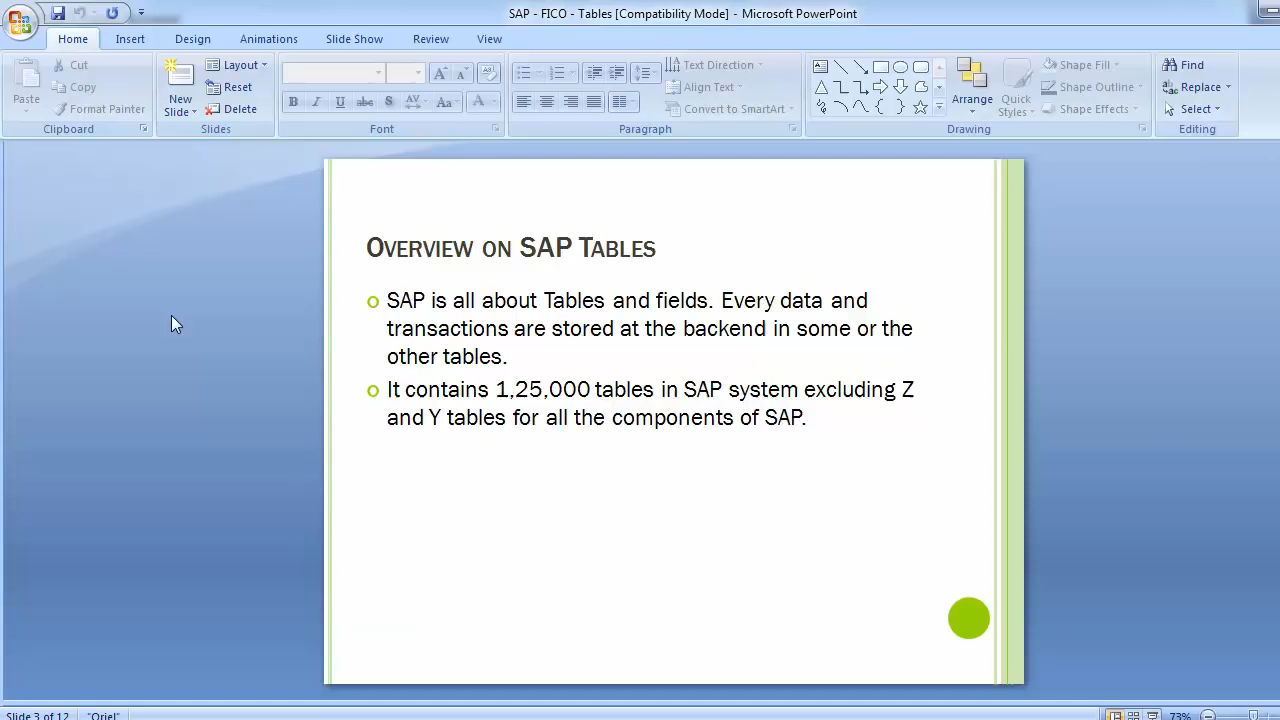 SAP - FICO - Tables [Compatibility Mode] - Microsoft PowerPoint
Home Insert Design Animations Slide Show Review View
Paste Cut Copy Format Painter Clipboard
New Slide Layout Reset Delete Slides
B I U abc S AV Aa A Font
Text Direction Align Text Convert to SmartArt Paragraph
Arrange Quick Styles Shape Fill Shape Outline Shape Effects Drawing
Find Replace Select Editing
OVERVIEW ON SAP TABLES
SAP is all about Tables and fields. Every data and
transactions are stored at the backend in some or the
other tables.
It contains 1,25,000 tables in SAP system excluding Z
and Y tables for all the components of SAP.
Slide 3 of 12 "Oriel" 73%